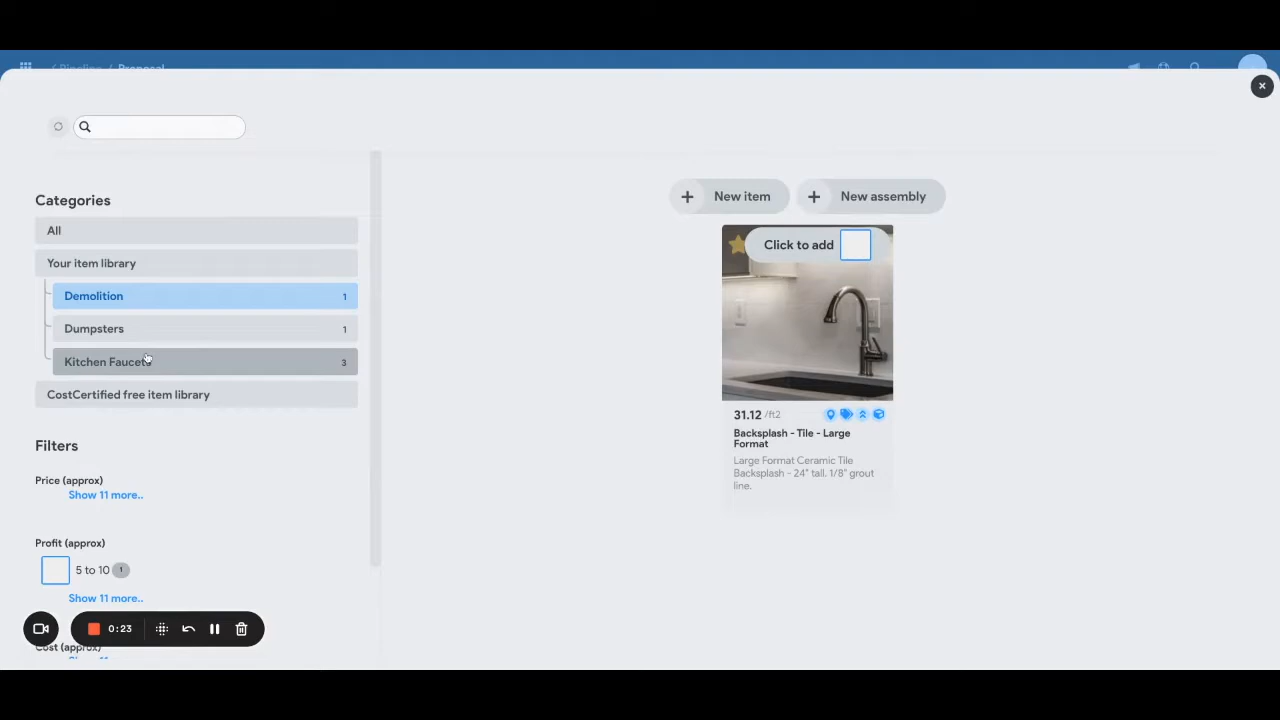 Pipeline / Proposal
Categories
All
Your item library
Demolition 1
Dumpsters 1
Kitchen Faucets 3
CostCertified free item library
Filters
Price (approx)
Show 11 more..
Profit (approx)
5 to 10 1
Show 11 more..
0:23
Cost (approx)
New item
New assembly
Click to add
31.12 /ft2
Backsplash - Tile - Large
Format
Large Format Ceramic Tile
Backsplash - 24" tall. 1/8" grout
line.